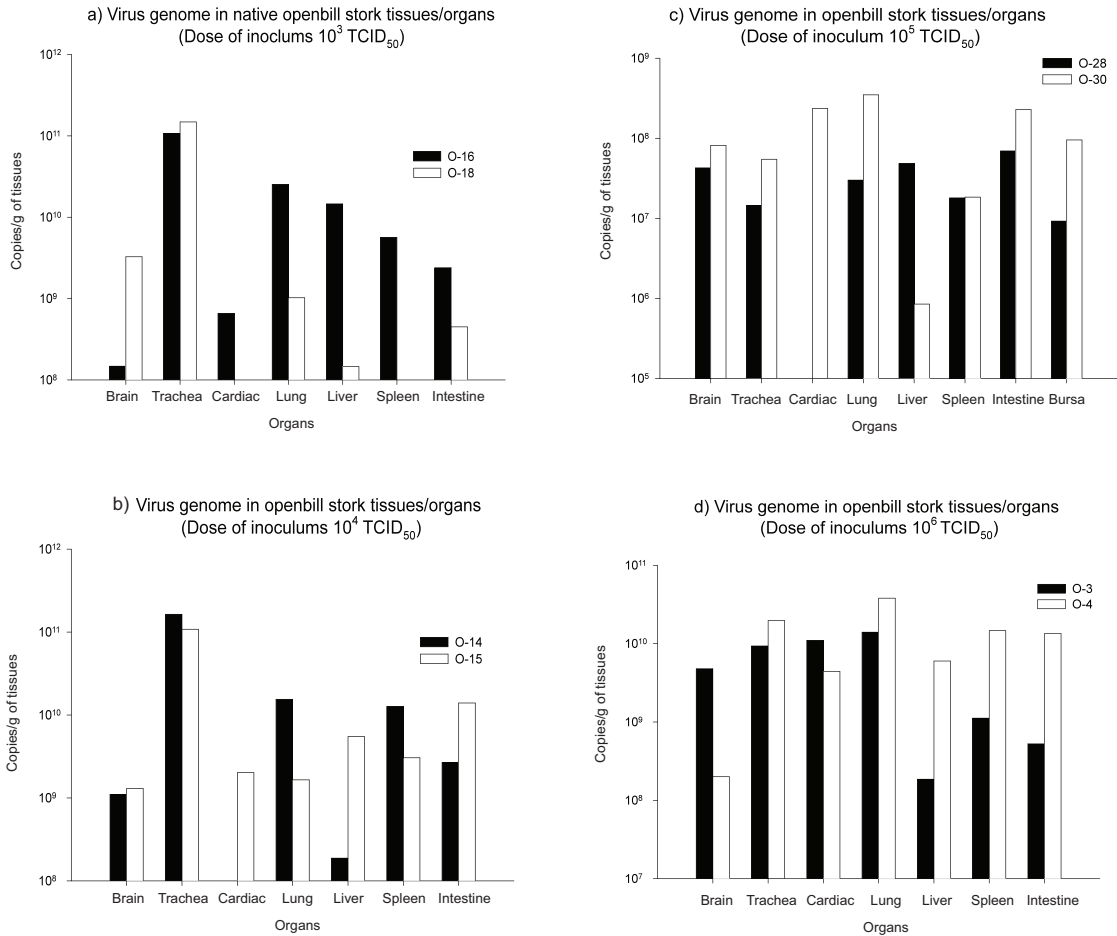 a) Virus genome in native openbill stork tissues/organs
(Dose of inoclums 10³ TCID₅₀)
10¹²
10¹¹
10¹⁰
10⁹
10⁸
Copies/g of tissues
O-16
O-18
Brain Trachea Cardiac Lung Liver Spleen Intestine
Organs
c) Virus genome in openbill stork tissues/organs
(Dose of inoculum 10⁵ TCID₅₀)
10⁹
10⁸
10⁷
10⁶
10⁵
Copies/g of tissues
O-28
O-30
Brain Trachea Cardiac Lung Liver Spleen Intestine Bursa
Organs
b) Virus genome in openbill stork tissues/organs
(Dose of inoculums 10⁴ TCID₅₀)
10¹²
10¹¹
10¹⁰
10⁹
10⁸
Copies/g of tissues
O-14
O-15
Brain Trachea Cardiac Lung Liver Spleen Intestine
Organs
d) Virus genome in openbill stork tissues/organs
(Dose of inoculums 10⁶ TCID₅₀)
10¹¹
10¹⁰
10⁹
10⁸
10⁷
Copies/g of tissues
O-3
O-4
Brain Trachea Cardiac Lung Liver Spleen Intestine
Organs